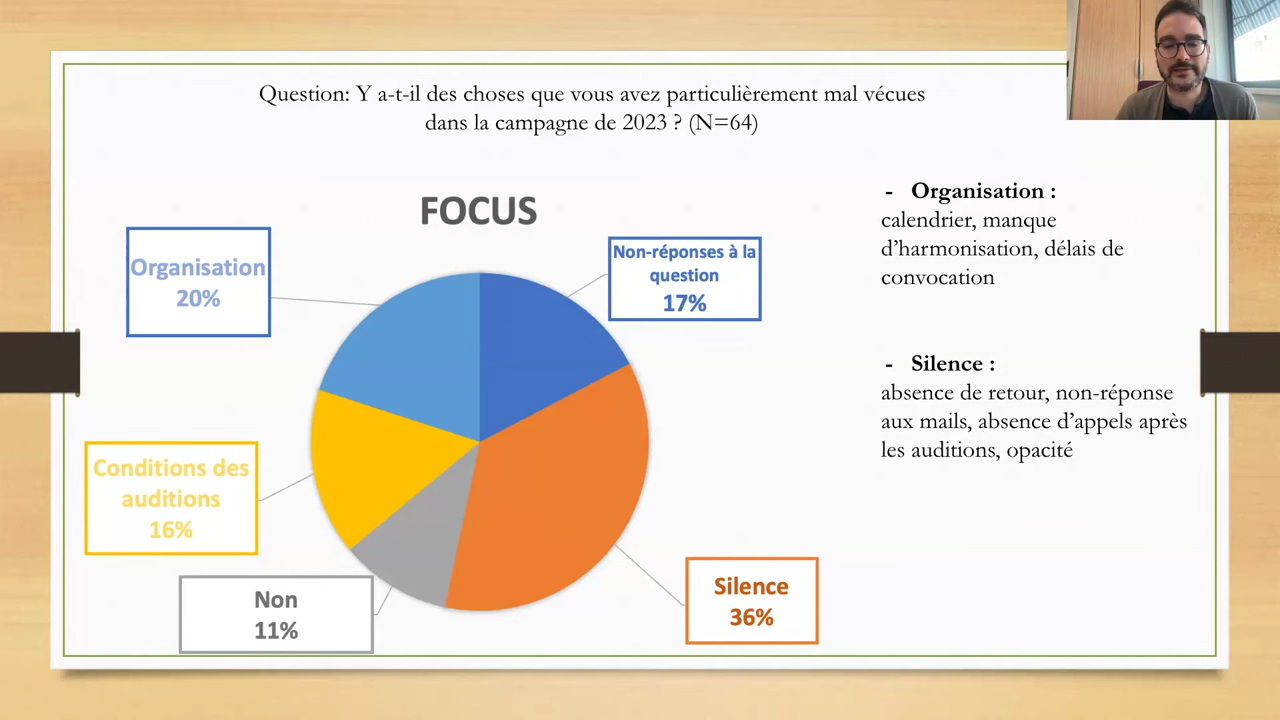 Question: Y a-t-il des choses que vous avez particulièrement mal vécues
dans la campagne de 2023 ? (N=64)
FOCUS
Organisation
20%
Non-réponses à la
question
17%
Conditions des
auditions
16%
Non
11%
Silence
36%
- Organisation :
calendrier, manque
d’harmonisation, délais de
convocation
- Silence :
absence de retour, non-réponse
aux mails, absence d’appels après
les auditions, opacité